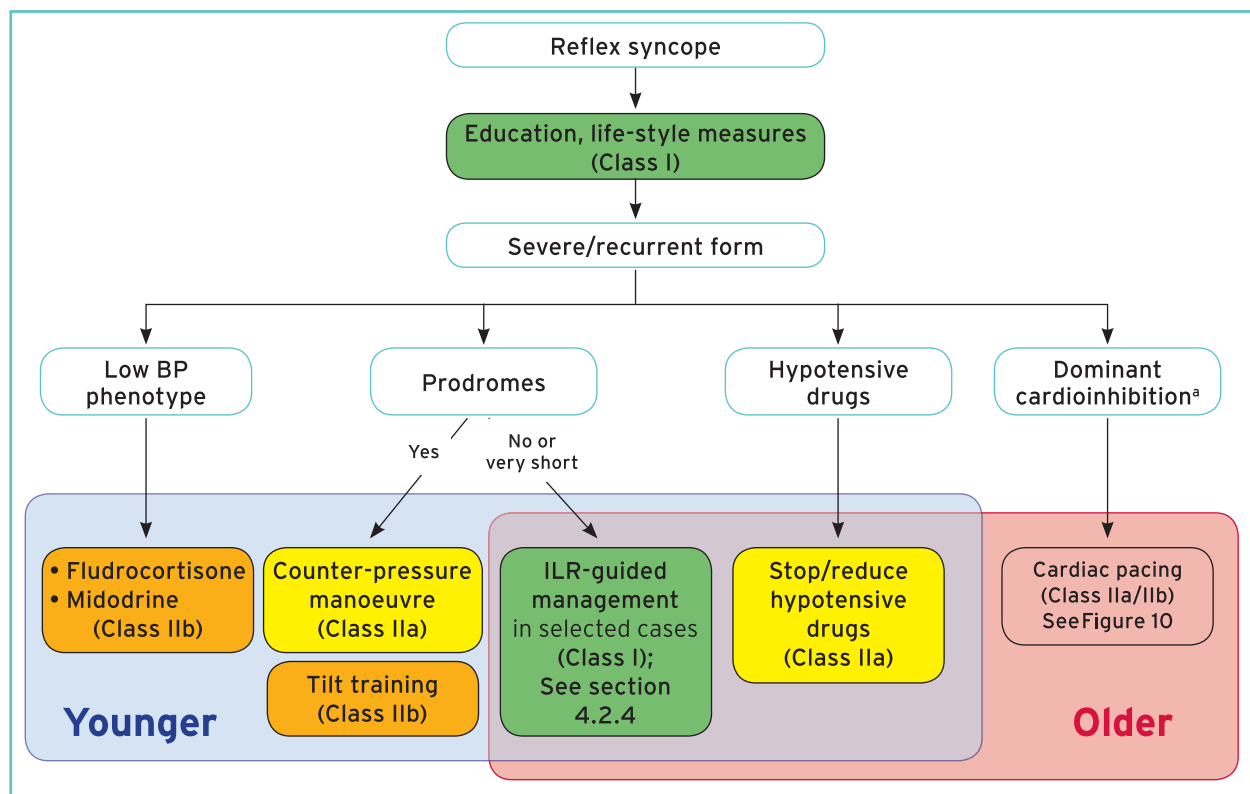 Reflex syncope
Education, life-style measures
(Class I)
Severe/recurrent form
Low BP
phenotype
Prodromes
Hypotensive
drugs
Dominant
cardioinhibitionᵃ
Yes
No or
very short
• Fludrocortisone
• Midodrine
(Class IIb)
Counter-pressure
manoeuvre
(Class IIa)
Tilt training
(Class IIb)
ILR-guided
management
in selected cases
(Class I);
See section
4.2.4
Stop/reduce
hypotensive
drugs
(Class IIa)
Cardiac pacing
(Class IIa/IIb)
See Figure 10
Younger
Older